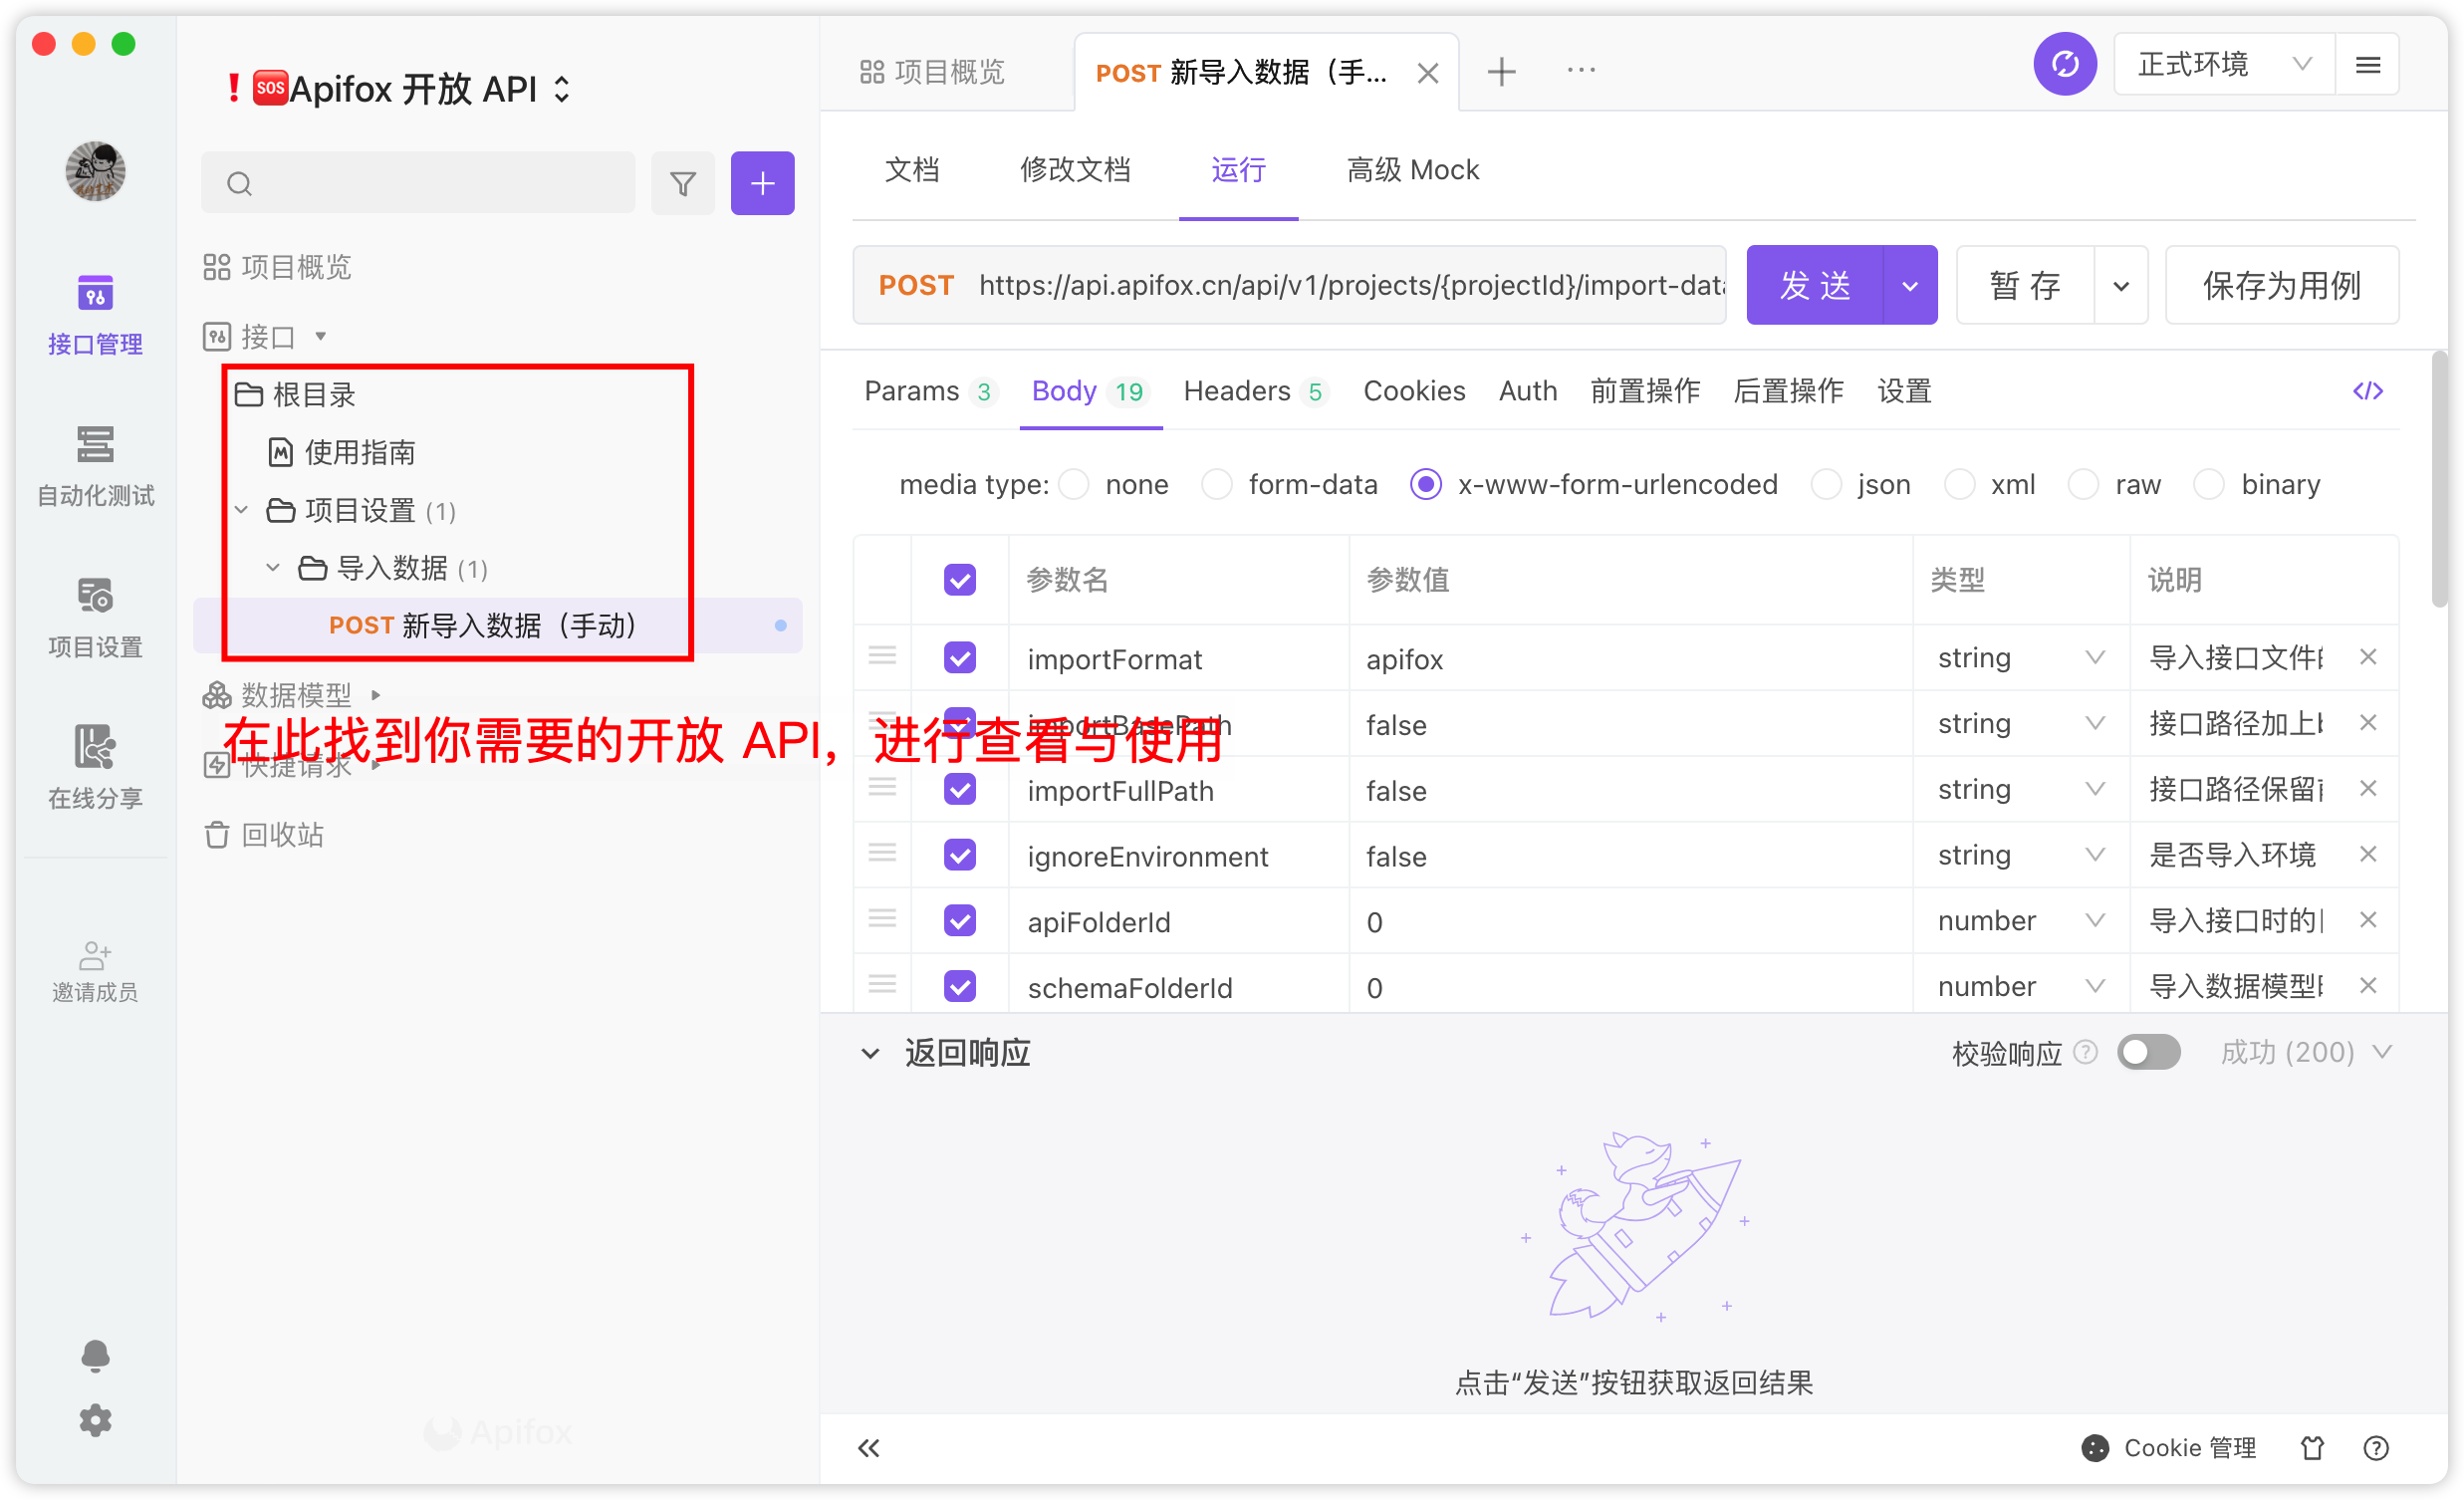 ❗🆘Apifox 开放 API
项目概览
接口
根目录
使用指南
项目设置 (1)
导入数据 (1)
POST 新导入数据（手动）
数据模型
在此找到你需要的开放 API，进行查看与使用
快捷请求
回收站
接口管理
自动化测试
项目设置
在线分享
邀请成员
Apifox
项目概览
POST 新导入数据（手...
正式环境
文档 修改文档 运行 高级 Mock
POST https://api.apifox.cn/api/v1/projects/{projectId}/import-data
发 送 暂 存 保存为用例
Params 3 Body 19 Headers 5 Cookies Auth 前置操作 后置操作 设置
media type: none form-data x-www-form-urlencoded json xml raw binary
参数名 参数值 类型 说明
importFormat apifox string 导入接口文件
importBasePath false string 接口路径加上
importFullPath false string 接口路径保留
ignoreEnvironment false string 是否导入环境
apiFolderId 0 number 导入接口时的
schemaFolderId 0 number 导入数据模型
返回响应 校验响应 成功 (200)
点击“发送”按钮获取返回结果
Cookie 管理